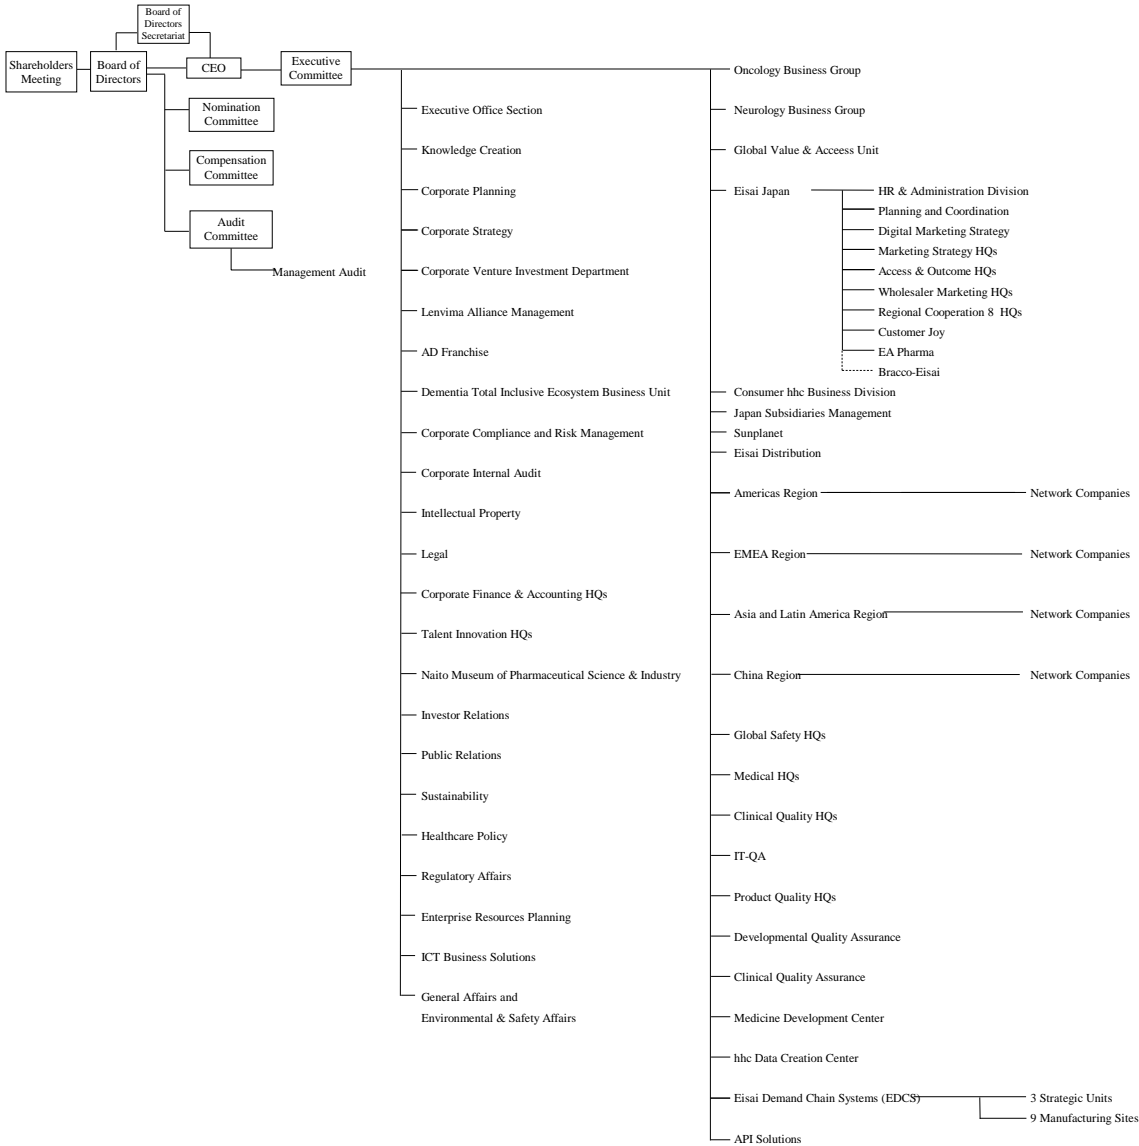 Board of
Directors
Secretariat
Shareholders
Meeting
Board of
Directors
CEO
Executive
Committee
Nomination
Committee
Compensation
Committee
Audit
Committee
Management Audit
Executive Office Section
Knowledge Creation
Corporate Planning
Corporate Strategy
Corporate Venture Investment Department
Lenvima Alliance Management
AD Franchise
Dementia Total Inclusive Ecosystem Business Unit
Corporate Compliance and Risk Management
Corporate Internal Audit
Intellectual Property
Legal
Corporate Finance & Accounting HQs
Talent Innovation HQs
Naito Museum of Pharmaceutical Science & Industry
Investor Relations
Public Relations
Sustainability
Healthcare Policy
Regulatory Affairs
Enterprise Resources Planning
ICT Business Solutions
General Affairs and
Environmental & Safety Affairs
Oncology Business Group
Neurology Business Group
Global Value & Acceess Unit
Eisai Japan
HR & Administration Division
Planning and Coordination
Digital Marketing Strategy
Marketing Strategy HQs
Access & Outcome HQs
Wholesaler Marketing HQs
Regional Cooperation 8 HQs
Customer Joy
EA Pharma
Bracco-Eisai
Consumer hhc Business Division
Japan Subsidiaries Management
Sunplanet
Eisai Distribution
Americas Region
Network Companies
EMEA Region
Network Companies
Asia and Latin America Region
Network Companies
China Region
Network Companies
Global Safety HQs
Medical HQs
Clinical Quality HQs
IT-QA
Product Quality HQs
Developmental Quality Assurance
Clinical Quality Assurance
Medicine Development Center
hhc Data Creation Center
Eisai Demand Chain Systems (EDCS)
3 Strategic Units
9 Manufacturing Sites
API Solutions